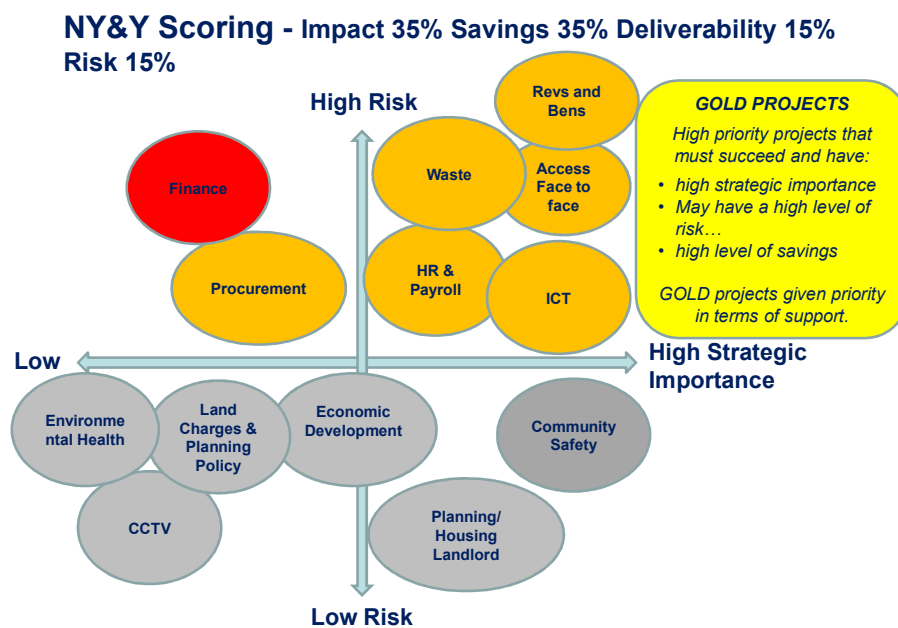 NY&Y Scoring - Impact 35% Savings 35% Deliverability 15%
Risk 15%
High Risk
Revs and
Bens
GOLD PROJECTS
High priority projects that
must succeed and have:
• high strategic importance
• May have a high level of
risk…
• high level of savings
GOLD projects given priority
in terms of support.
Finance
Waste
Access
Face to
face
Procurement
HR &
Payroll
ICT
Low
High Strategic
Importance
Environme
ntal Health
Land
Charges &
Planning
Policy
Economic
Development
Community
Safety
CCTV
Planning/
Housing
Landlord
Low Risk